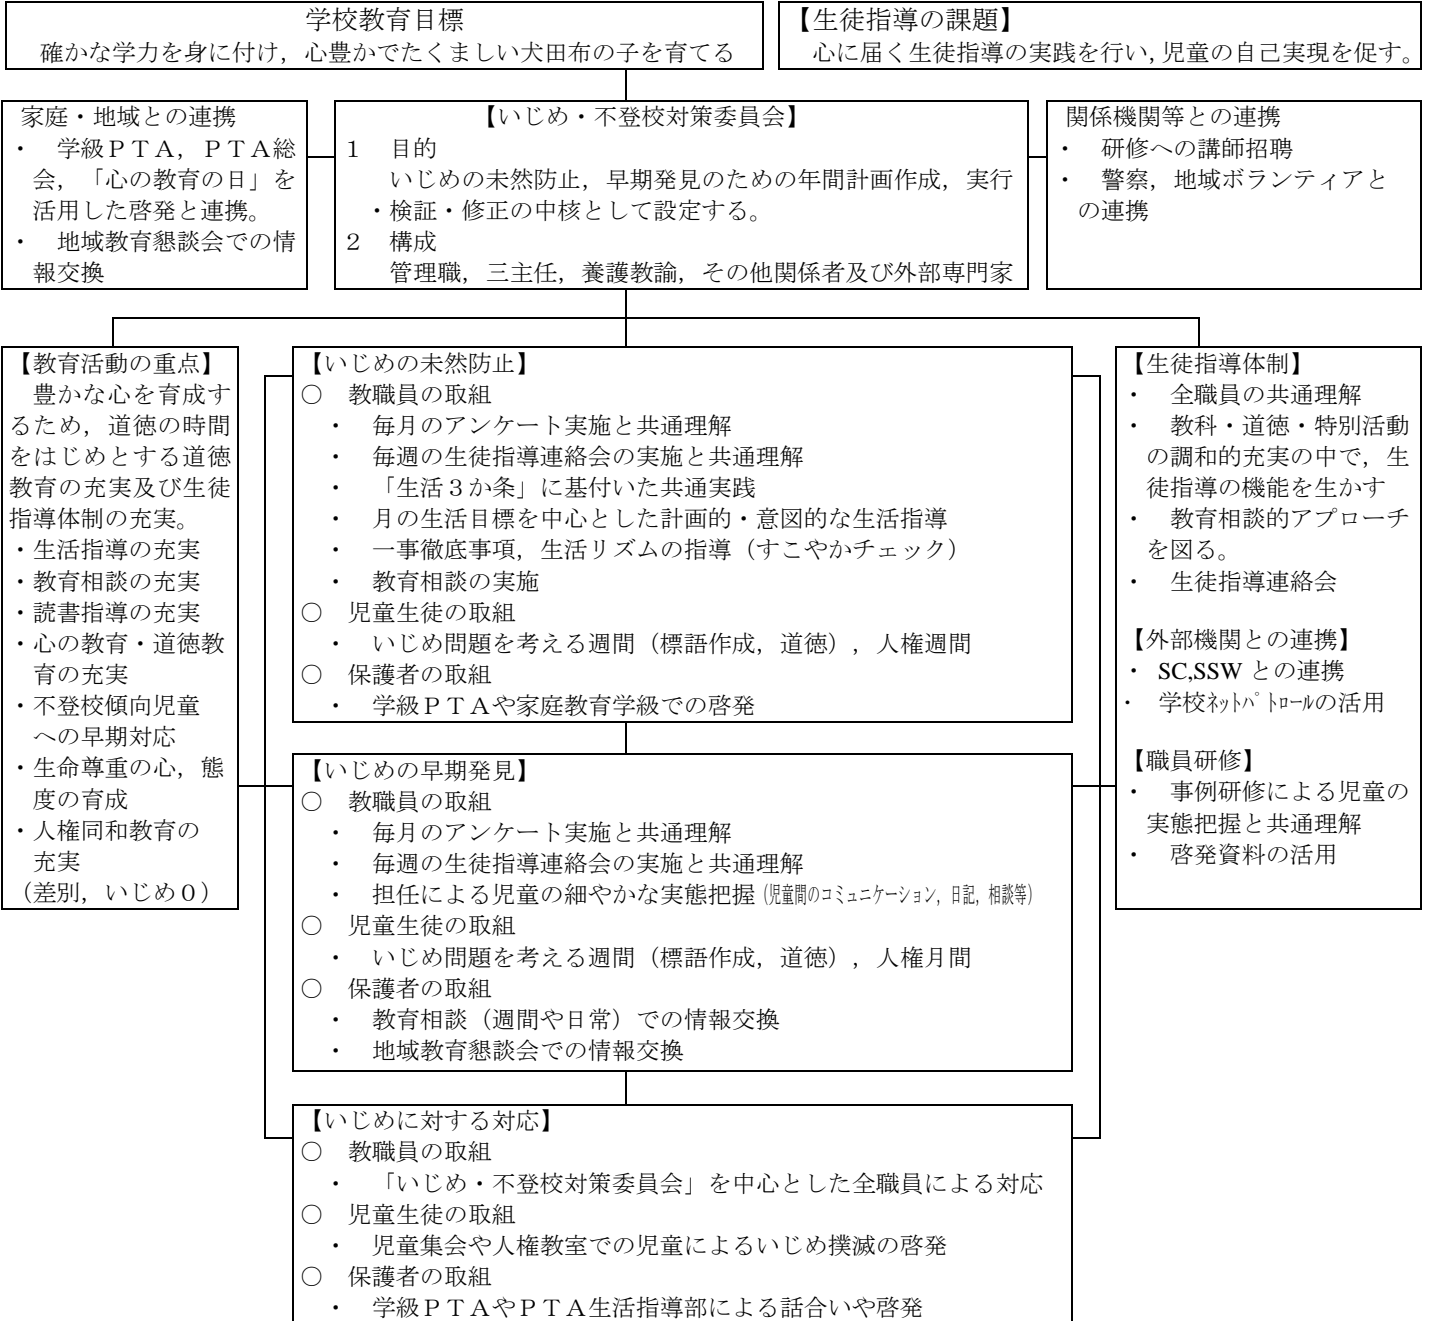 学校教育目標
確かな学力を身に付け，心豊かでたくましい犬田布の子を育てる
【生徒指導の課題】
心に届く生徒指導の実践を行い，児童の自己実現を促す。
家庭・地域との連携
・　学級ＰＴＡ，ＰＴＡ総
会，「心の教育の日」を
活用した啓発と連携。
・　地域教育懇談会での情
報交換
【いじめ・不登校対策委員会】
１　目的
いじめの未然防止，早期発見のための年間計画作成，実行
・検証・修正の中核として設定する。
２　構成
管理職，三主任，養護教諭，その他関係者及び外部専門家
関係機関等との連携
・　研修への講師招聘
・　警察，地域ボランティアと
の連携
【教育活動の重点】
豊かな心を育成す
るため，道徳の時間
をはじめとする道徳
教育の充実及び生徒
指導体制の充実。
・生活指導の充実
・教育相談の充実
・読書指導の充実
・心の教育・道徳教
育の充実
・不登校傾向児童
への早期対応
・生命尊重の心，態
度の育成
・人権同和教育の
充実
（差別，いじめ０）
【いじめの未然防止】
○　教職員の取組
・　毎月のアンケート実施と共通理解
・　毎週の生徒指導連絡会の実施と共通理解
・　「生活３か条」に基付いた共通実践
・　月の生活目標を中心とした計画的・意図的な生活指導
・　一事徹底事項，生活リズムの指導（すこやかチェック）
・　教育相談の実施
○　児童生徒の取組
・　いじめ問題を考える週間（標語作成，道徳），人権週間
○　保護者の取組
・　学級ＰＴＡや家庭教育学級での啓発
【いじめの早期発見】
○　教職員の取組
・　毎月のアンケート実施と共通理解
・　毎週の生徒指導連絡会の実施と共通理解
・　担任による児童の細やかな実態把握（児童間のコミュニケーション，日記，相談等）
○　児童生徒の取組
・　いじめ問題を考える週間（標語作成，道徳），人権月間
○　保護者の取組
・　教育相談（週間や日常）での情報交換
・　地域教育懇談会での情報交換
【いじめに対する対応】
○　教職員の取組
・　「いじめ・不登校対策委員会」を中心とした全職員による対応
○　児童生徒の取組
・　児童集会や人権教室での児童によるいじめ撲滅の啓発
○　保護者の取組
・　学級ＰＴＡやＰＴＡ生活指導部による話合いや啓発
【生徒指導体制】
・　全職員の共通理解
・　教科・道徳・特別活動
の調和的充実の中で，生
徒指導の機能を生かす
・　教育相談的アプローチ
を図る。
・　生徒指導連絡会
【外部機関との連携】
・ SC,SSW との連携
・　学校ﾈｯﾄﾊﾟﾄﾛｰﾙの活用
【職員研修】
・　事例研修による児童の
実態把握と共通理解
・　啓発資料の活用